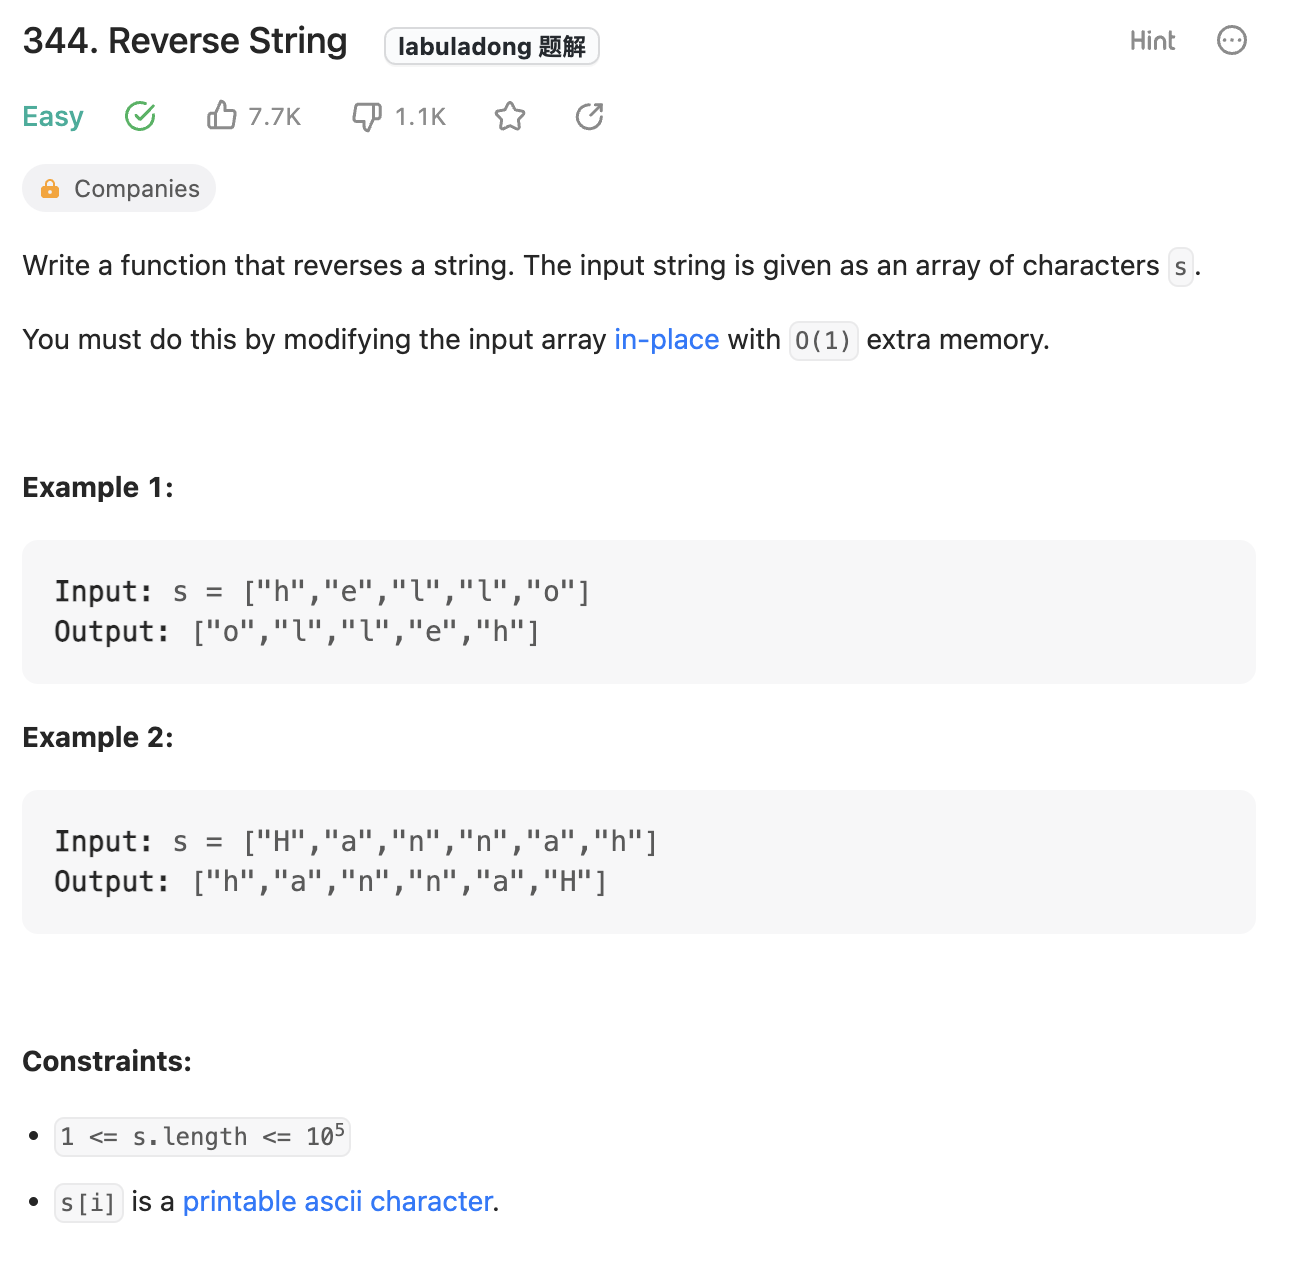 344. Reverse String labuladong 题解 Hint
Easy 7.7K 1.1K
Companies
Write a function that reverses a string. The input string is given as an array of characters s.
You must do this by modifying the input array in-place with O(1) extra memory.
Example 1:
Input: s = ["h","e","l","l","o"]
Output: ["o","l","l","e","h"]
Example 2:
Input: s = ["H","a","n","n","a","h"]
Output: ["h","a","n","n","a","H"]
Constraints:
• 1 <= s.length <= 10⁵
• s[i] is a printable ascii character.